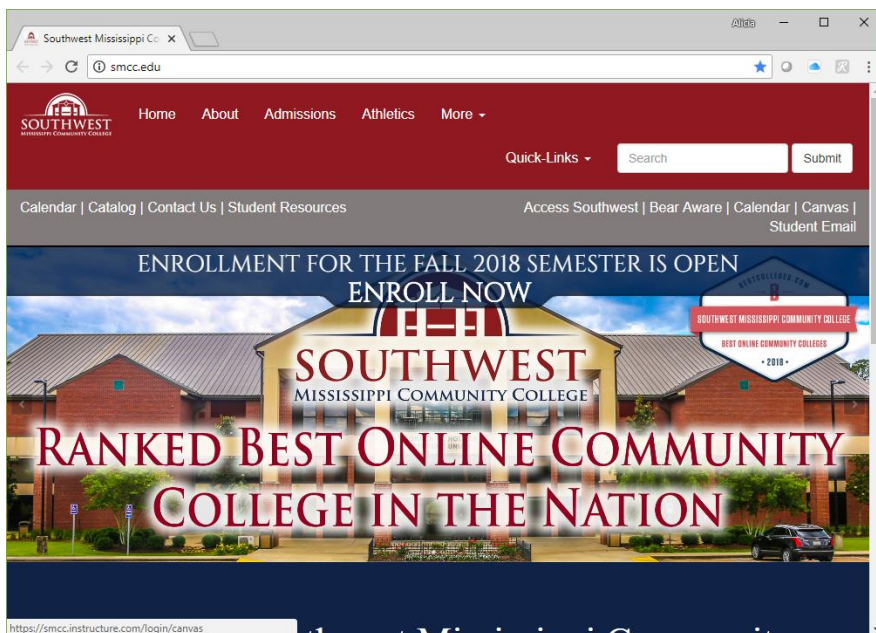 Alicia
Southwest Mississippi Co
smcc.edu
SOUTHWEST
MISSISSIPPI COMMUNITY COLLEGE
Home About Admissions Athletics More
Quick-Links Search Submit
Calendar | Catalog | Contact Us | Student Resources
Access Southwest | Bear Aware | Calendar | Canvas |
Student Email
ENROLLMENT FOR THE FALL 2018 SEMESTER IS OPEN
ENROLL NOW
BESTCOLLEGES.COM
B
SOUTHWEST MISSISSIPPI COMMUNITY COLLEGE
BEST ONLINE COMMUNITY COLLEGES
• 2018 •
SOUTHWEST
MISSISSIPPI COMMUNITY COLLEGE
RANKED BEST ONLINE COMMUNITY
COLLEGE IN THE NATION
https://smcc.instructure.com/login/canvas